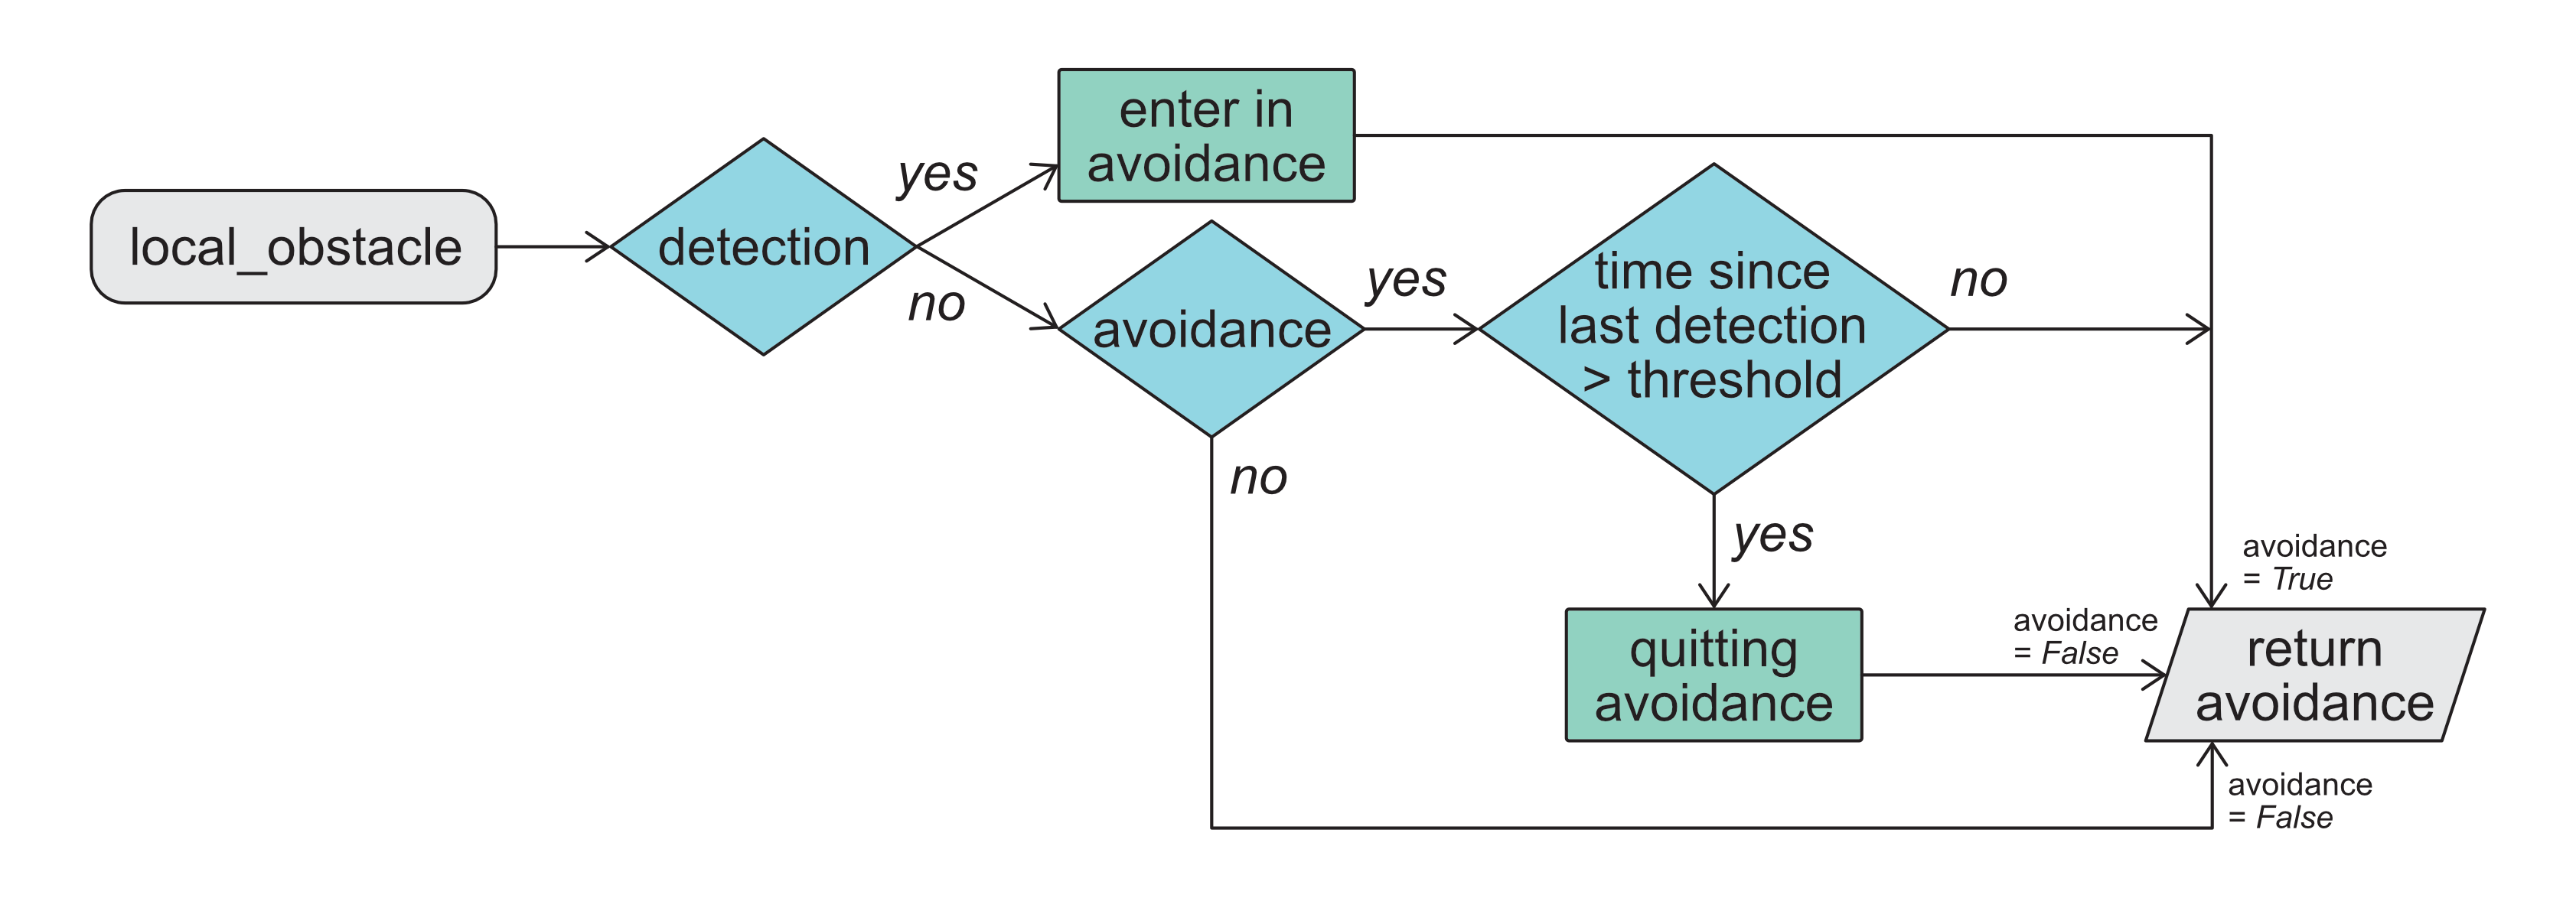 local_obstacle
detection
yes
no
enter in
avoidance
avoidance
yes
no
time since
last detection
> threshold
no
yes
quitting
avoidance
avoidance
= False
avoidance
= True
return
avoidance
avoidance
= False